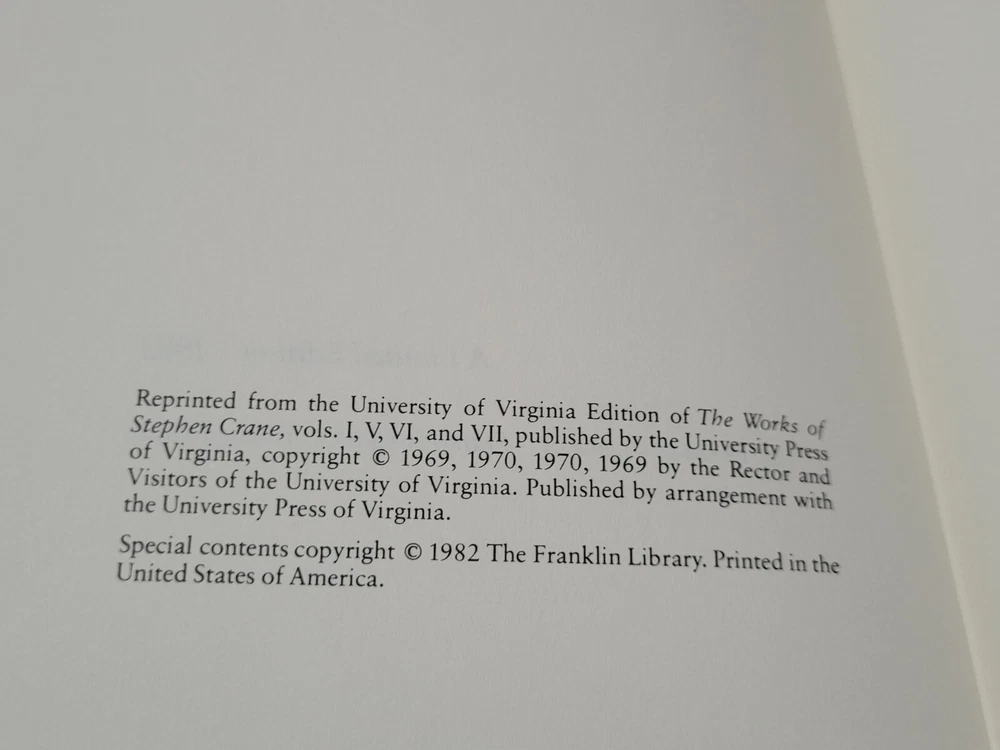 Reprinted from the University of Virginia Edition of The Works of
Stephen Crane, vols. I, V, VI, and VII, published by the University Press
of Virginia, copyright © 1969, 1970, 1970, 1969 by the Rector and
Visitors of the University of Virginia. Published by arrangement with
the University Press of Virginia.
Special contents copyright © 1982 The Franklin Library. Printed in the
United States of America.